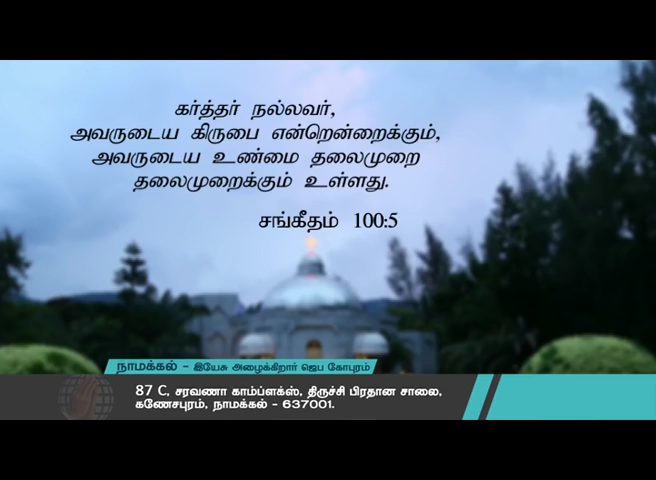 கர்த்தர் நல்லவர்,
அவருடைய கிருபை என்றென்றைக்கும்,
அவருடைய உண்மை தலைமுறை
தலைமுறைக்கும் உள்ளது.
சங்கீதம் 100:5
நாமக்கல் - இயேசு அழைக்கிறார் ஜெப கோபுரம்
87 C, சரவணா காம்ப்ளக்ஸ், திருச்சி பிரதான சாலை,
கணேசபுரம், நாமக்கல் - 637001.